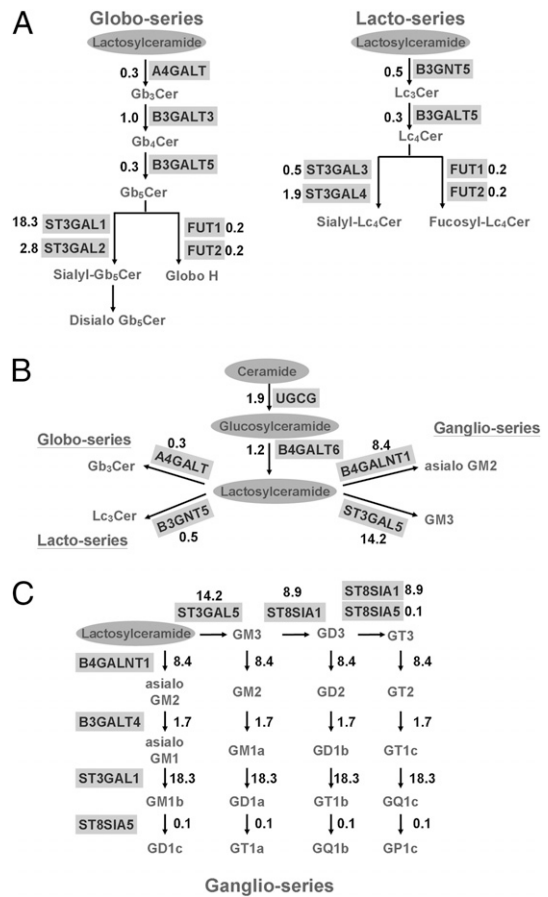 A
Globo-series
Lactosylceramide
0.3 A4GALT
Gb3Cer
1.0 B3GALT3
Gb4Cer
0.3 B3GALT5
Gb5Cer
18.3 ST3GAL1
2.8 ST3GAL2
FUT1 0.2
FUT2 0.2
Sialyl-Gb5Cer
Globo H
Disialo Gb5Cer
Lacto-series
Lactosylceramide
0.5 B3GNT5
Lc3Cer
0.3 B3GALT5
Lc4Cer
0.5 ST3GAL3
1.9 ST3GAL4
FUT1 0.2
FUT2 0.2
Sialyl-Lc4Cer
Fucosyl-Lc4Cer
B
Ceramide
1.9 UGCG
Glucosylceramide
1.2 B4GALT6
Lactosylceramide
Globo-series
0.3
A4GALT
Gb3Cer
Lc3Cer
B3GNT5
0.5
Lacto-series
Ganglio-series
8.4
B4GALNT1
asialo GM2
ST3GAL5
14.2
GM3
C
14.2
ST3GAL5
8.9
ST8SIA1
ST8SIA1 8.9
ST8SIA5 0.1
Lactosylceramide
GM3
GD3
GT3
B4GALNT1 8.4 8.4 8.4 8.4
asialo
GM2
GM2
GD2
GT2
B3GALT4 1.7 1.7 1.7 1.7
asialo
GM1
GM1a
GD1b
GT1c
ST3GAL1 18.3 18.3 18.3 18.3
GM1b
GD1a
GT1b
GQ1c
ST8SIA5 0.1 0.1 0.1 0.1
GD1c
GT1a
GQ1b
GP1c
Ganglio-series